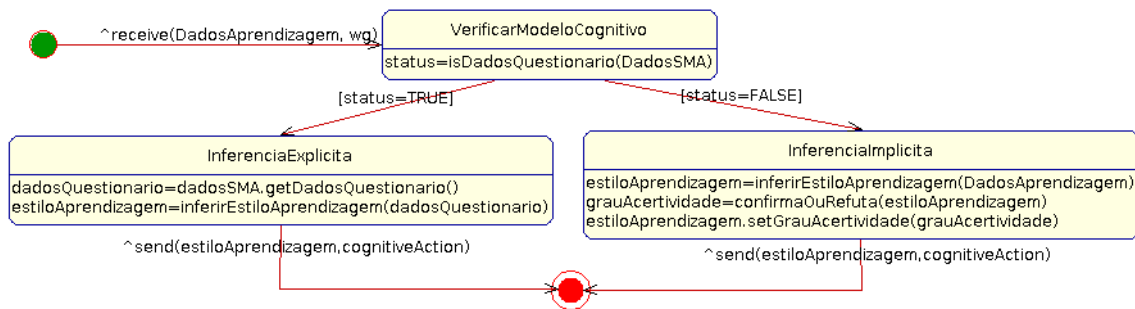 VerificarModeloCognitivo
^receive(DadosAprendizagem, wg)
status=isDadosQuestionario(DadosSMA)
[status=TRUE]
[status=FALSE]
InferenciaExplicita
dadosQuestionario=dadosSMA.getDadosQuestionario()
estiloAprendizagem=inferirEstiloAprendizagem(dadosQuestionario)
^send(estiloAprendizagem,cognitiveAction)
InferenciaImplicita
estiloAprendizagem=inferirEstiloAprendizagem(DadosAprendizagem)
grauAcertividade=confirmaOuRefuta(estiloAprendizagem)
estiloAprendizagem.setGrauAcertividade(grauAcertividade)
^send(estiloAprendizagem,cognitiveAction)